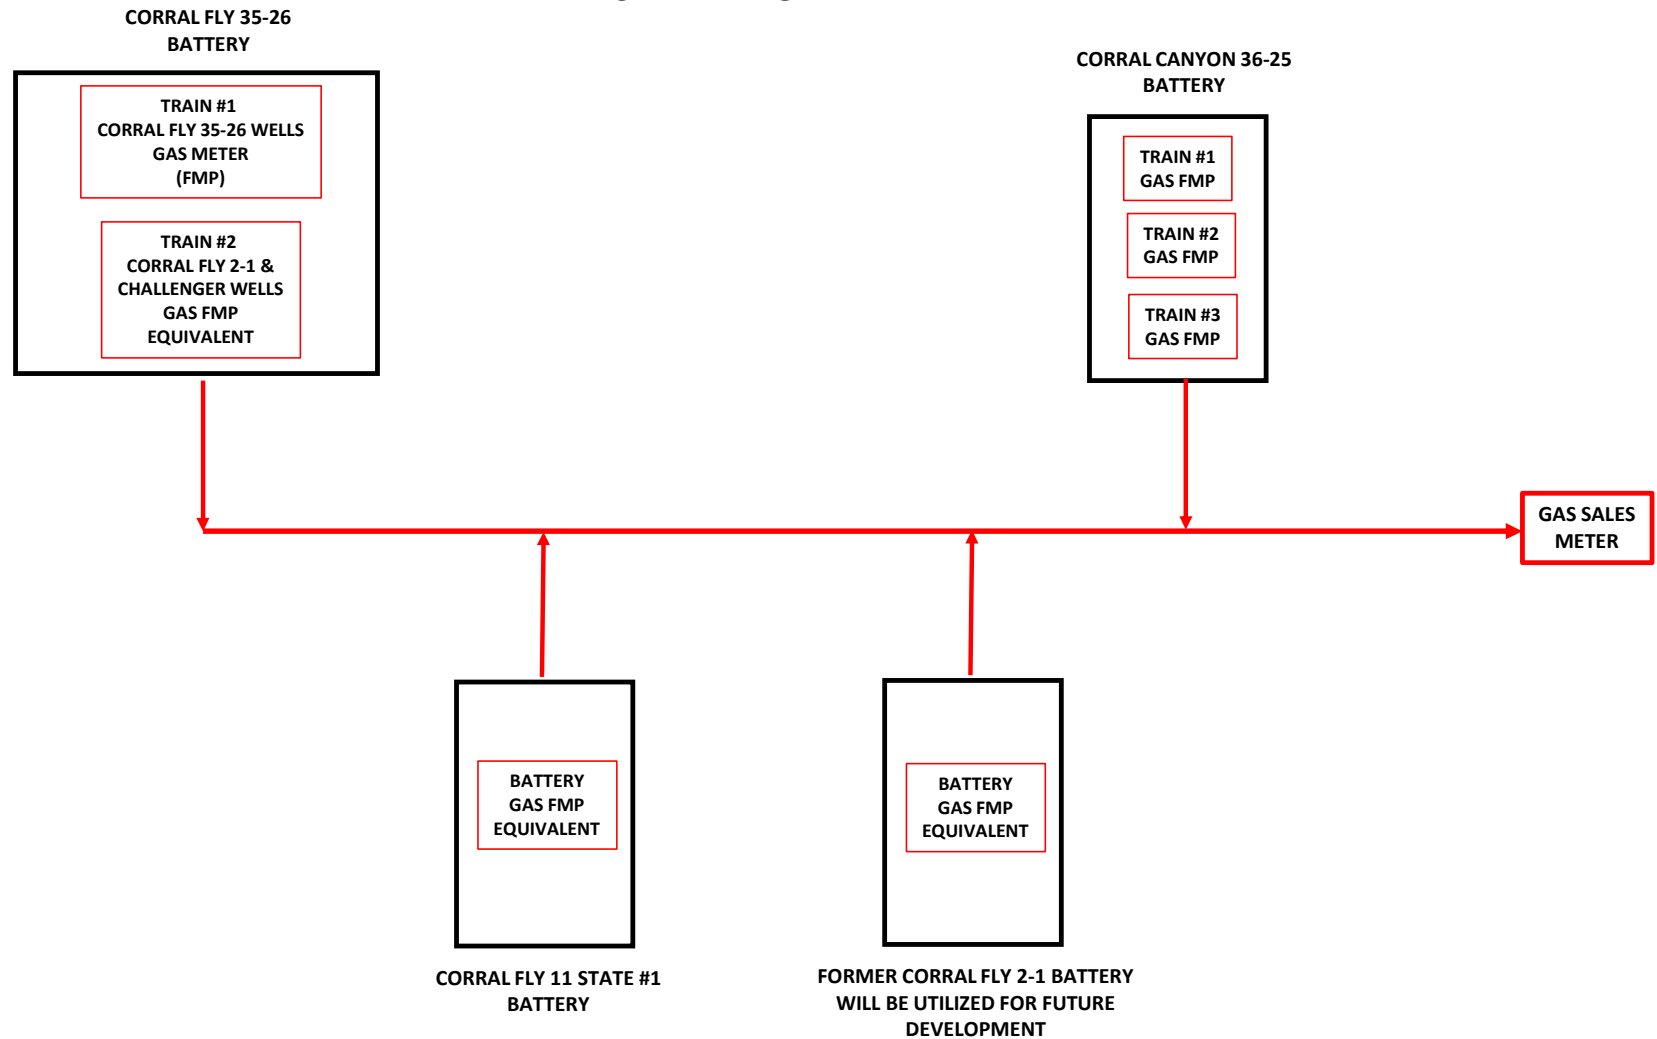 CORRAL FLY 35-26
BATTERY
TRAIN #1
CORRAL FLY 35-26 WELLS
GAS METER
(FMP)
TRAIN #2
CORRAL FLY 2-1 &
CHALLENGER WELLS
GAS FMP
EQUIVALENT
CORRAL CANYON 36-25
BATTERY
TRAIN #1
GAS FMP
TRAIN #2
GAS FMP
TRAIN #3
GAS FMP
GAS SALES
METER
BATTERY
GAS FMP
EQUIVALENT
CORRAL FLY 11 STATE #1
BATTERY
BATTERY
GAS FMP
EQUIVALENT
FORMER CORRAL FLY 2-1 BATTERY
WILL BE UTILIZED FOR FUTURE
DEVELOPMENT